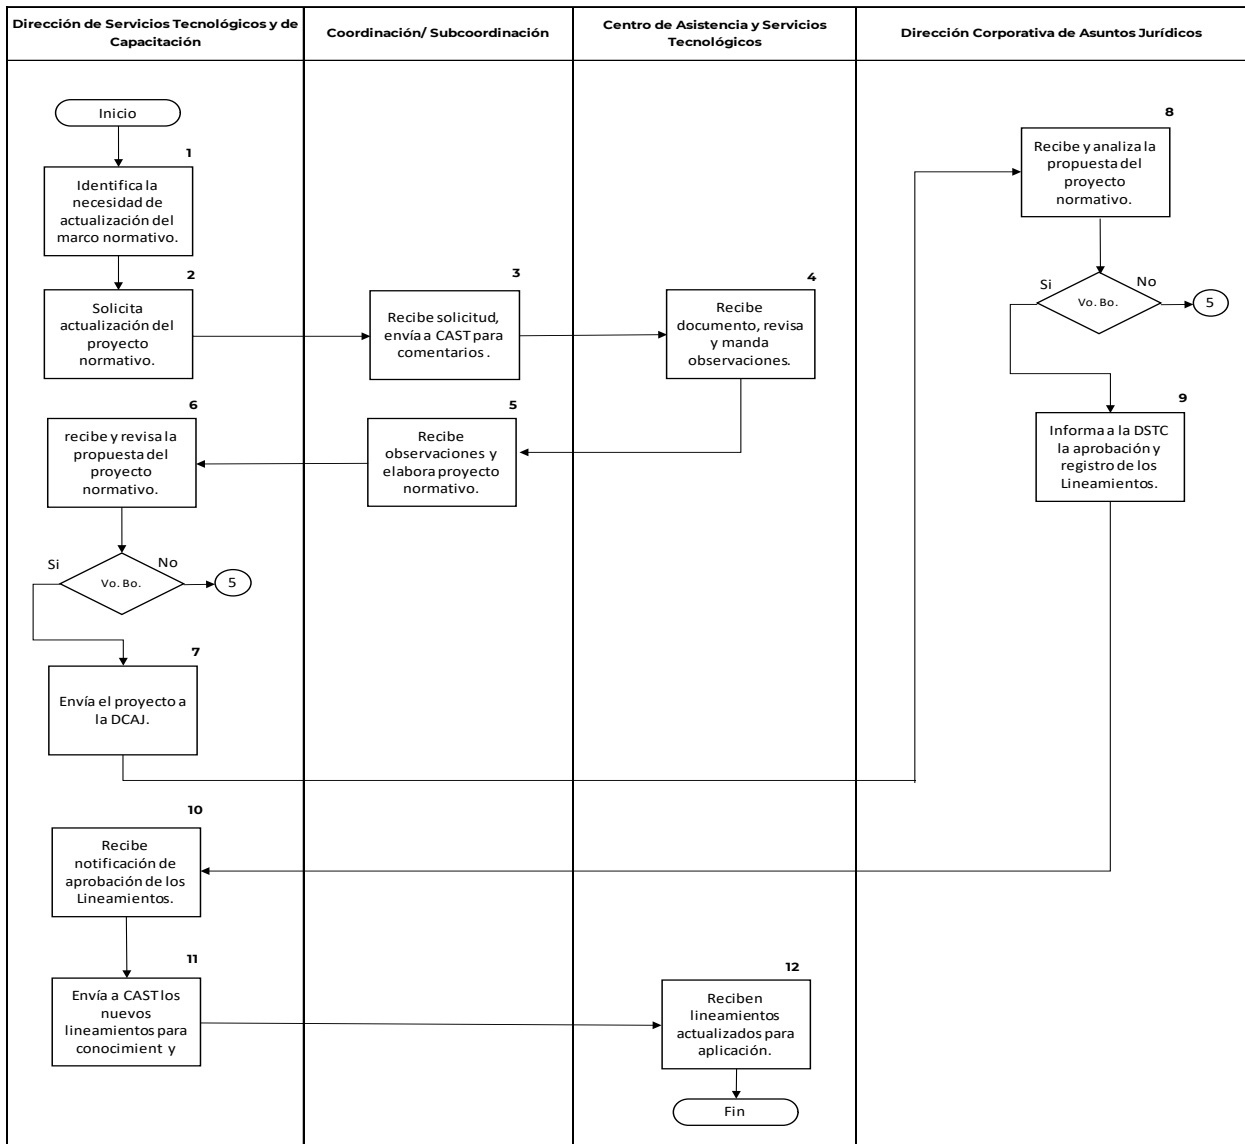 Dirección de Servicios Tecnológicos y de
Capacitación
Coordinación/ Subcoordinación
Centro de Asistencia y Servicios
Tecnológicos
Dirección Corporativa de Asuntos Jurídicos
Inicio
1
Identifica la
necesidad de
actualización del
marco normativo.
2
Solicita
actualización del
proyecto
normativo.
3
Recibe solicitud,
envía a CAST para
comentarios .
4
Recibe
documento, revisa
y manda
observaciones.
5
Recibe
observaciones y
elabora proyecto
normativo.
6
recibe y revisa la
propuesta del
proyecto
normativo.
Si
No
Vo. Bo.
5
7
Envía el proyecto a
la DCAJ.
8
Recibe y analiza la
propuesta del
proyecto
normativo.
Si
No
Vo. Bo.
5
9
Informa a la DSTC
la aprobación y
registro de los
Lineamientos.
10
Recibe
notificación de
aprobación de los
Lineamientos.
11
Envía a CAST los
nuevos
lineamientos para
conocimient y
12
Reciben
lineamientos
actualizados para
aplicación.
Fin